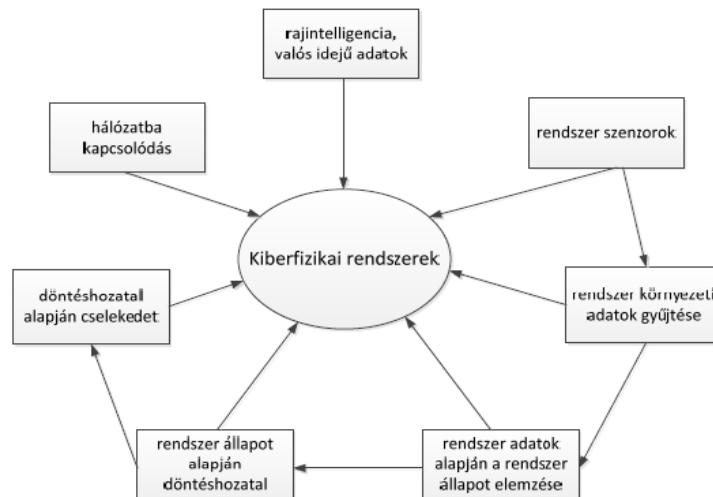 rajintelligencia,
valós idejű adatok
hálózatba
kapcsolódás
rendszer szenzorok
Kiberfizikai rendszerek
döntéshozatal
alapján cselekedet
rendszer környezeti
adatok gyűjtése
rendszer állapot
alapján
döntéshozatal
rendszer adatok
alapján a rendszer
állapot elemzése